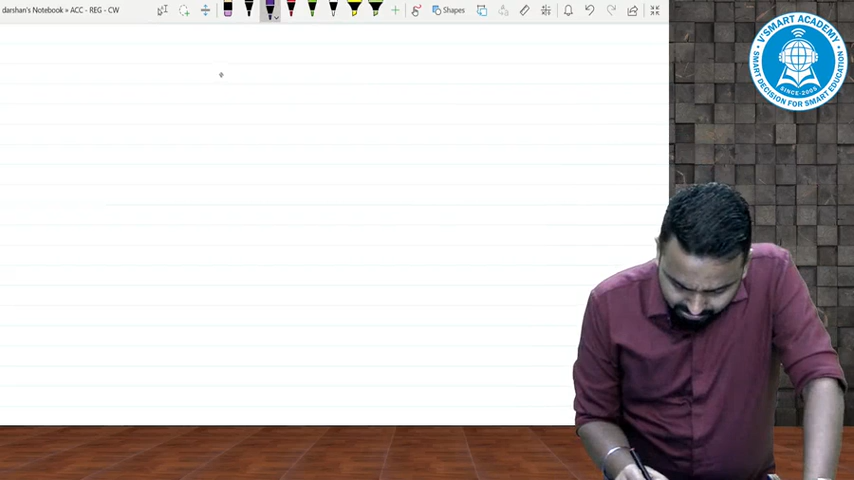 darshan's Notebook » ACC - REG - CW
Shapes
V'SMART ACADEMY
SINCE-2005
SMART DECISION FOR SMART EDUCATION